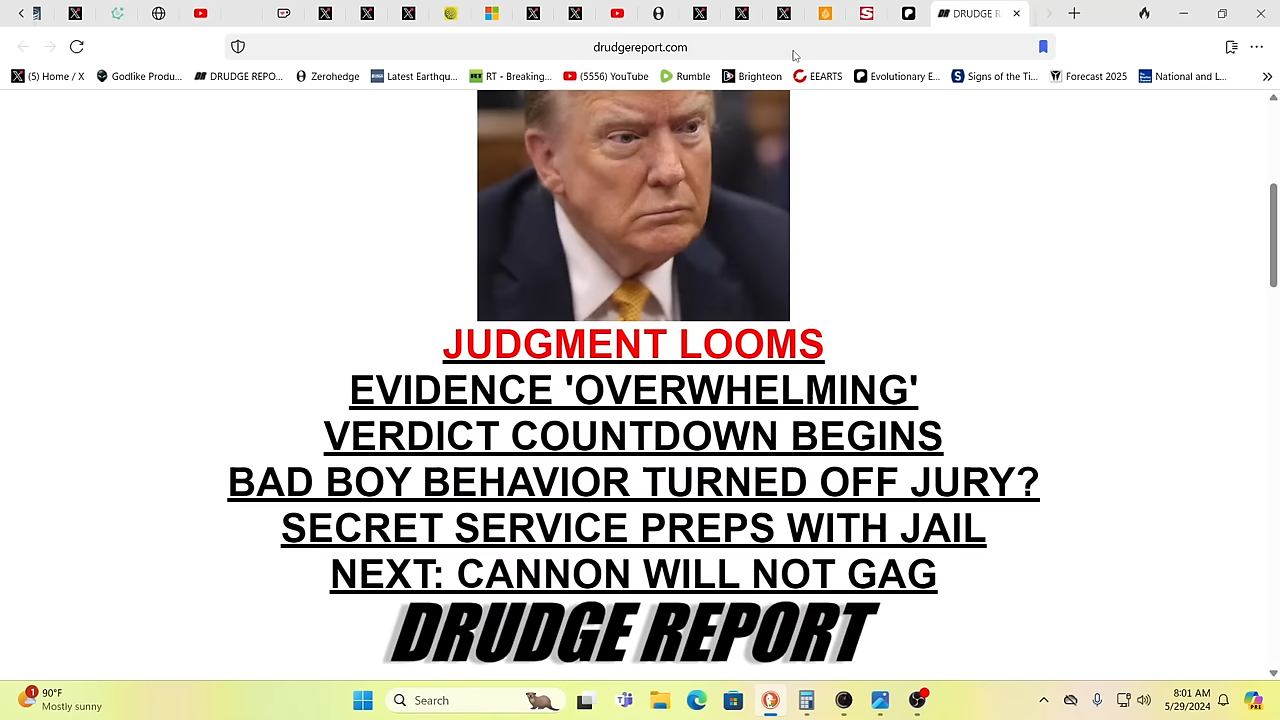 DRUDGE R
drudgereport.com
(5) Home / X
Godlike Produ...
DRUDGE REPO...
Zerohedge
Latest Earthqu...
RT - Breaking...
(5556) YouTube
Rumble
Brighteon
EEARTS
Evolutionary E...
Signs of the Ti...
Forecast 2025
National and L...
JUDGMENT LOOMS
EVIDENCE 'OVERWHELMING'
VERDICT COUNTDOWN BEGINS
BAD BOY BEHAVIOR TURNED OFF JURY?
SECRET SERVICE PREPS WITH JAIL
NEXT: CANNON WILL NOT GAG
DRUDGE REPORT
1
90°F
Mostly sunny
Search
8:01 AM
5/29/2024